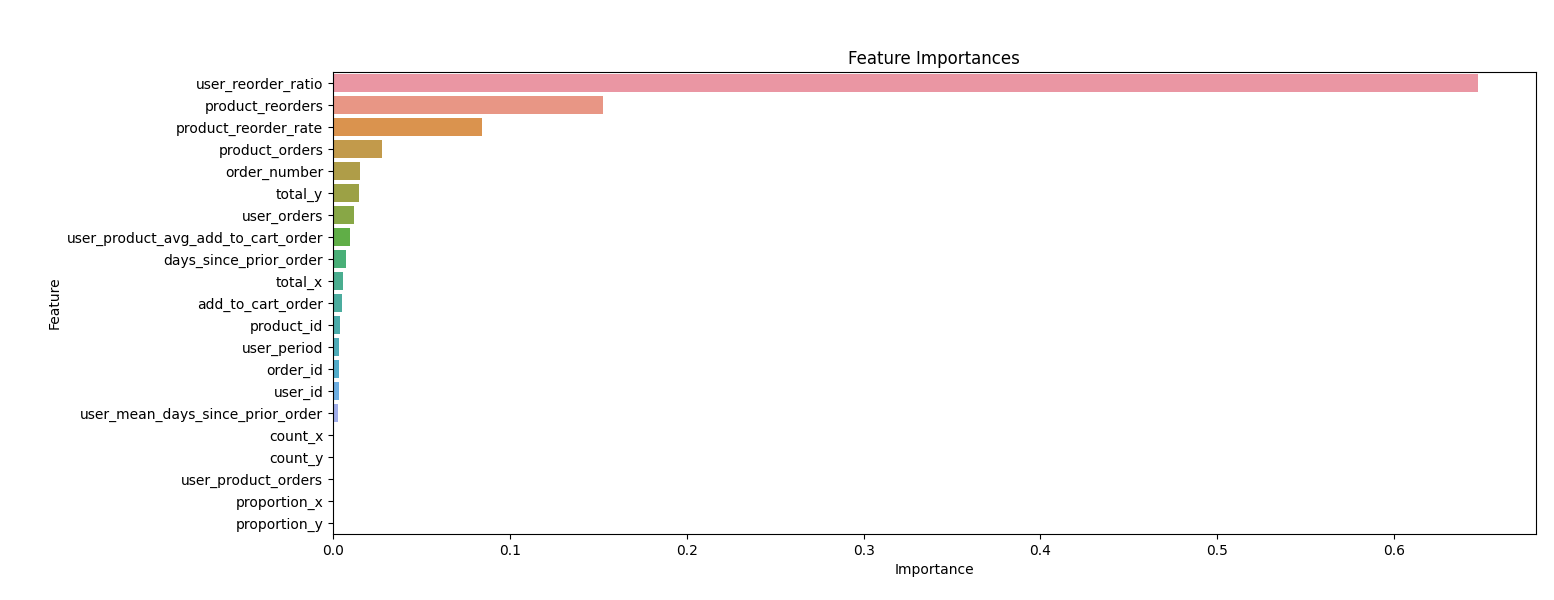 Feature Importances
user_reorder_ratio
product_reorders
product_reorder_rate
product_orders
order_number
total_y
user_orders
user_product_avg_add_to_cart_order
days_since_prior_order
total_x
add_to_cart_order
product_id
user_period
order_id
user_id
user_mean_days_since_prior_order
count_x
count_y
user_product_orders
proportion_x
proportion_y
Feature
0.0 0.1 0.2 0.3 0.4 0.5 0.6
Importance